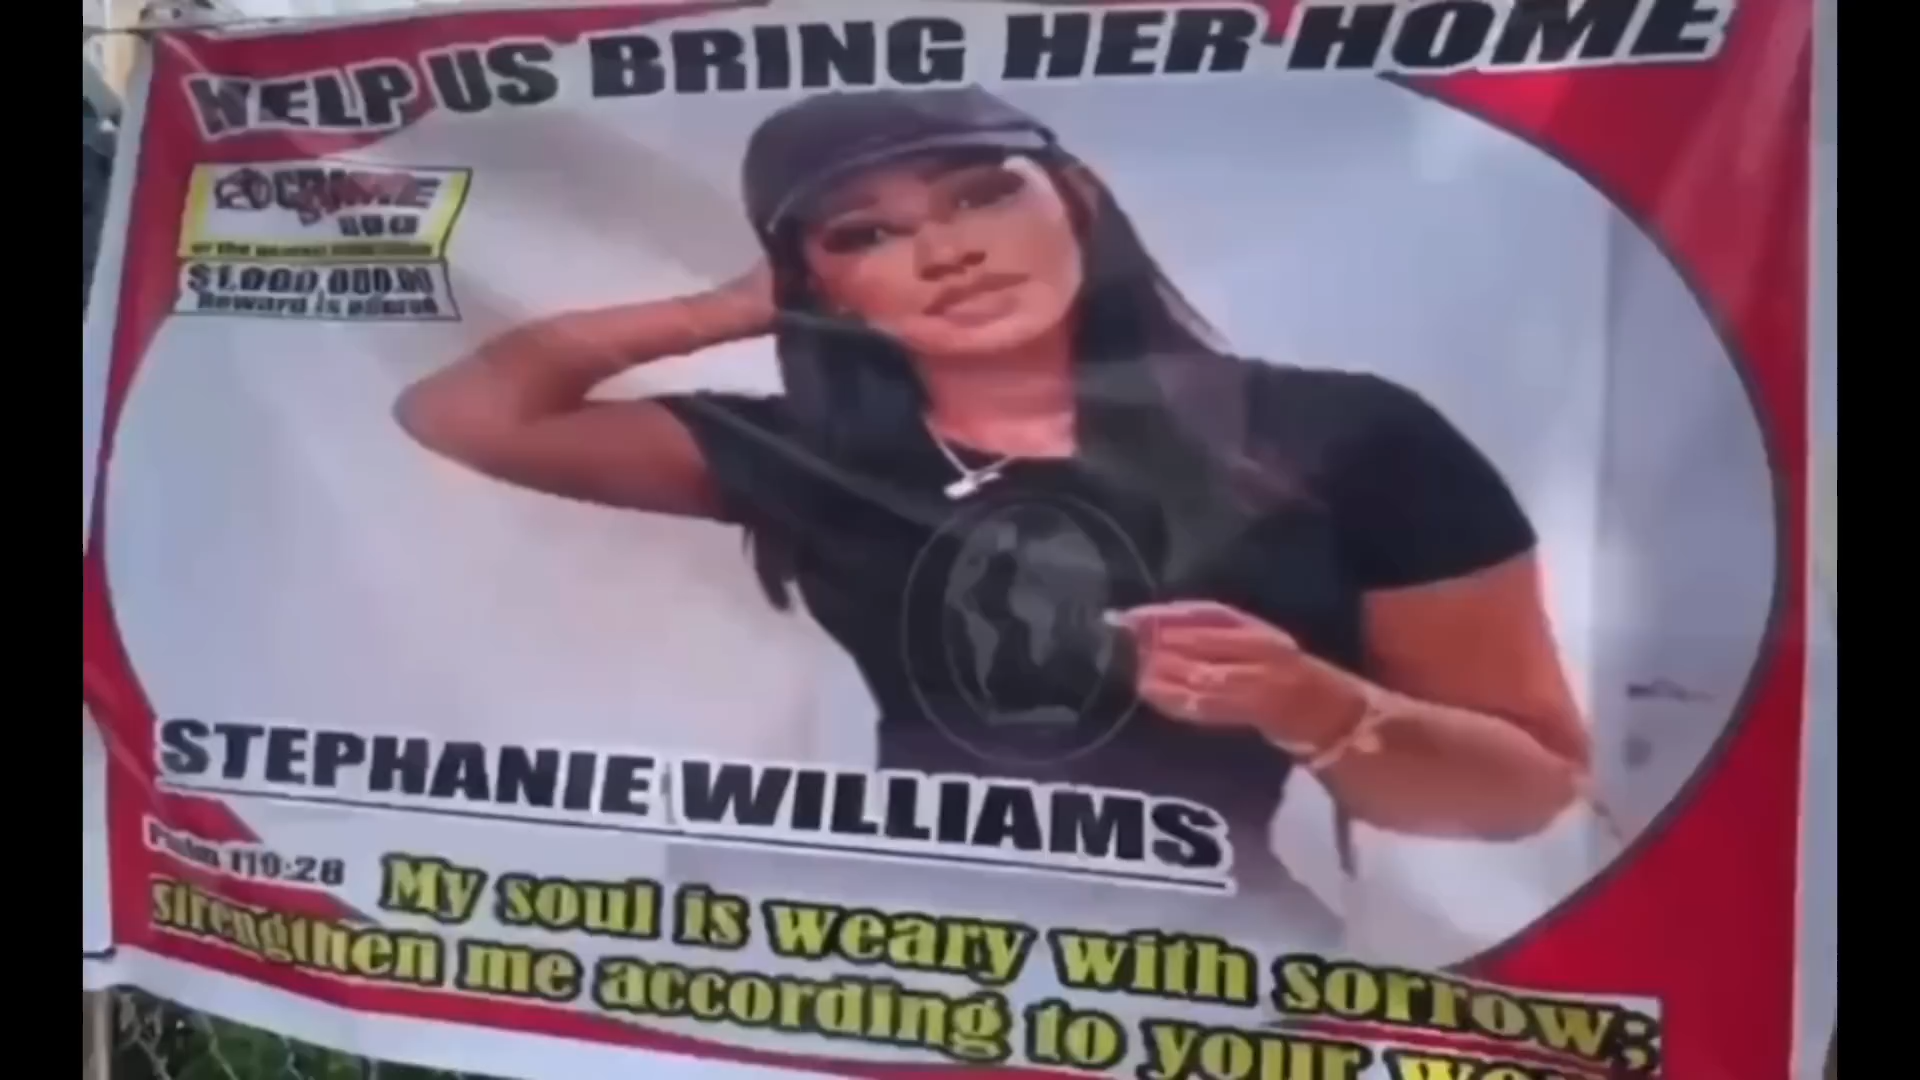 HELP US BRING HER HOME
CRIME
$1,000,000.00
Reward is offered
STEPHANIE WILLIAMS
Psalm 119:28 My soul is weary with sorrow;
strengthen me according to your